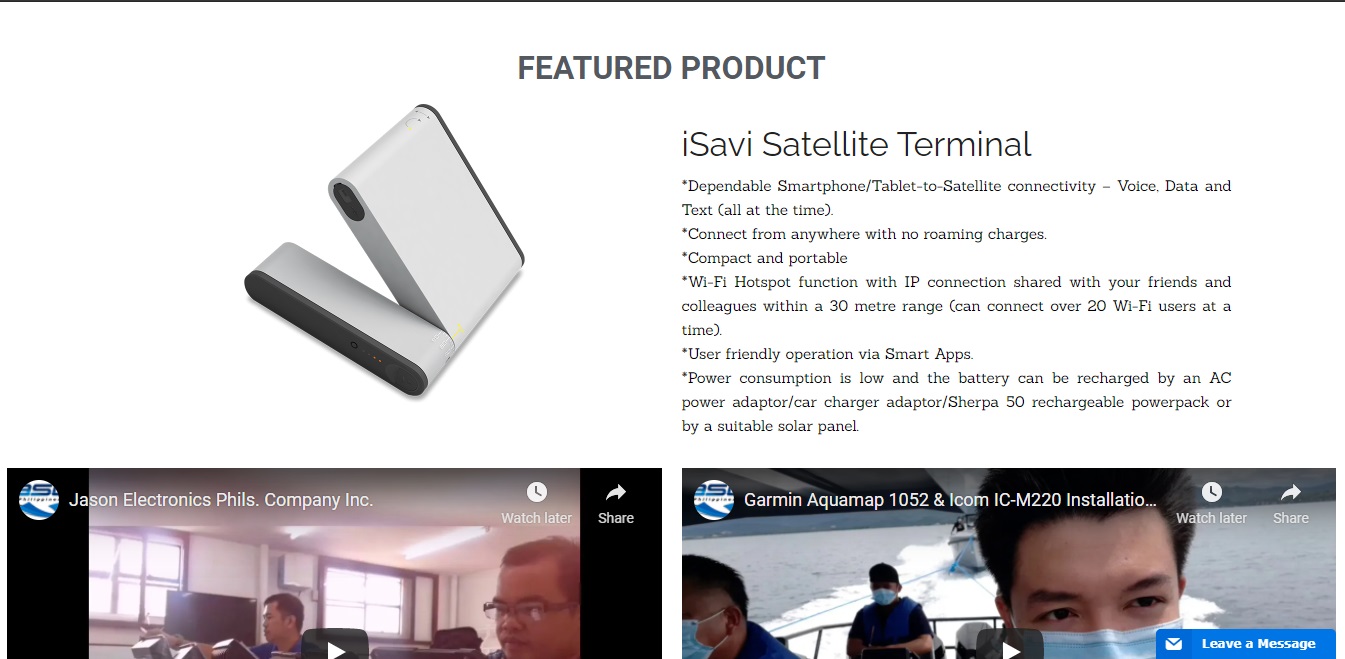 FEATURED PRODUCT
iSavi Satellite Terminal
*Dependable Smartphone/Tablet-to-Satellite connectivity – Voice, Data and
Text (all at the time).
*Connect from anywhere with no roaming charges.
*Compact and portable
*Wi-Fi Hotspot function with IP connection shared with your friends and
colleagues within a 30 metre range (can connect over 20 Wi-Fi users at a
time).
*User friendly operation via Smart Apps.
*Power consumption is low and the battery can be recharged by an AC
power adaptor/car charger adaptor/Sherpa 50 rechargeable powerpack or
by a suitable solar panel.
Jason Electronics Phils. Company Inc.
Watch later
Share
Garmin Aquamap 1052 & Icom IC-M220 Installatio...
Watch later
Share
Leave a Message